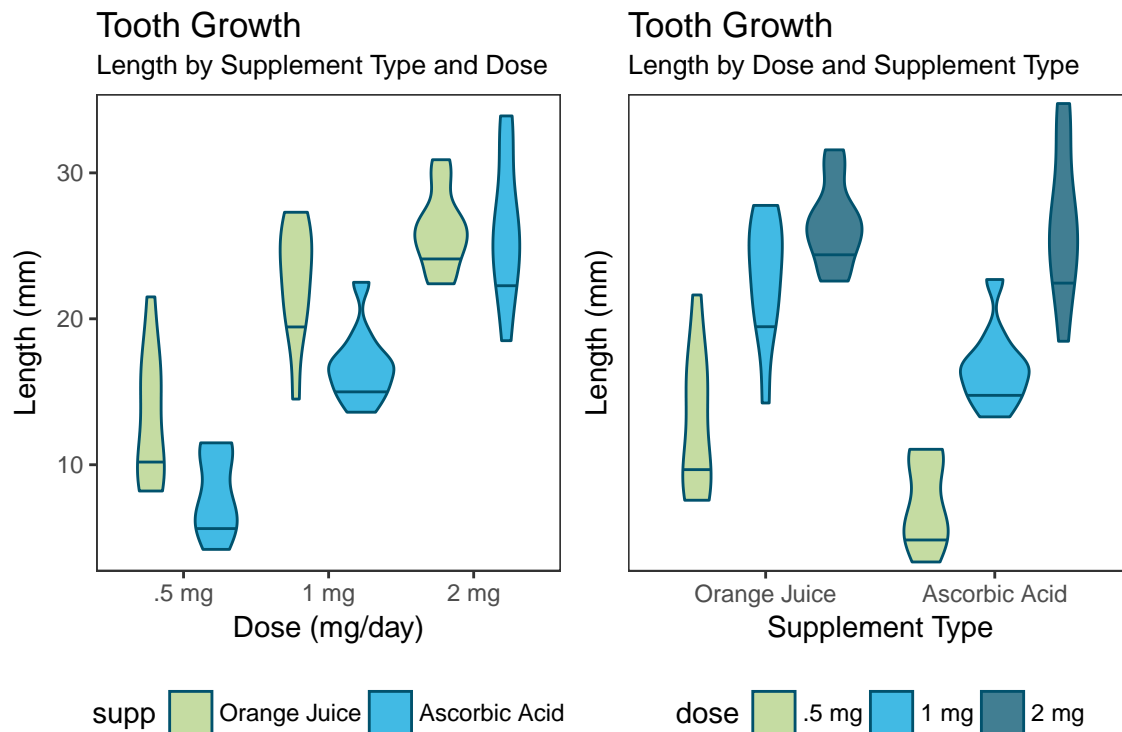 Tooth Growth
Length by Supplement Type and Dose
30
20
10
Length (mm)
.5 mg 1 mg 2 mg
Dose (mg/day)
supp Orange Juice Ascorbic Acid
Tooth Growth
Length by Dose and Supplement Type
Length (mm)
Orange Juice Ascorbic Acid
Supplement Type
dose .5 mg 1 mg 2 mg